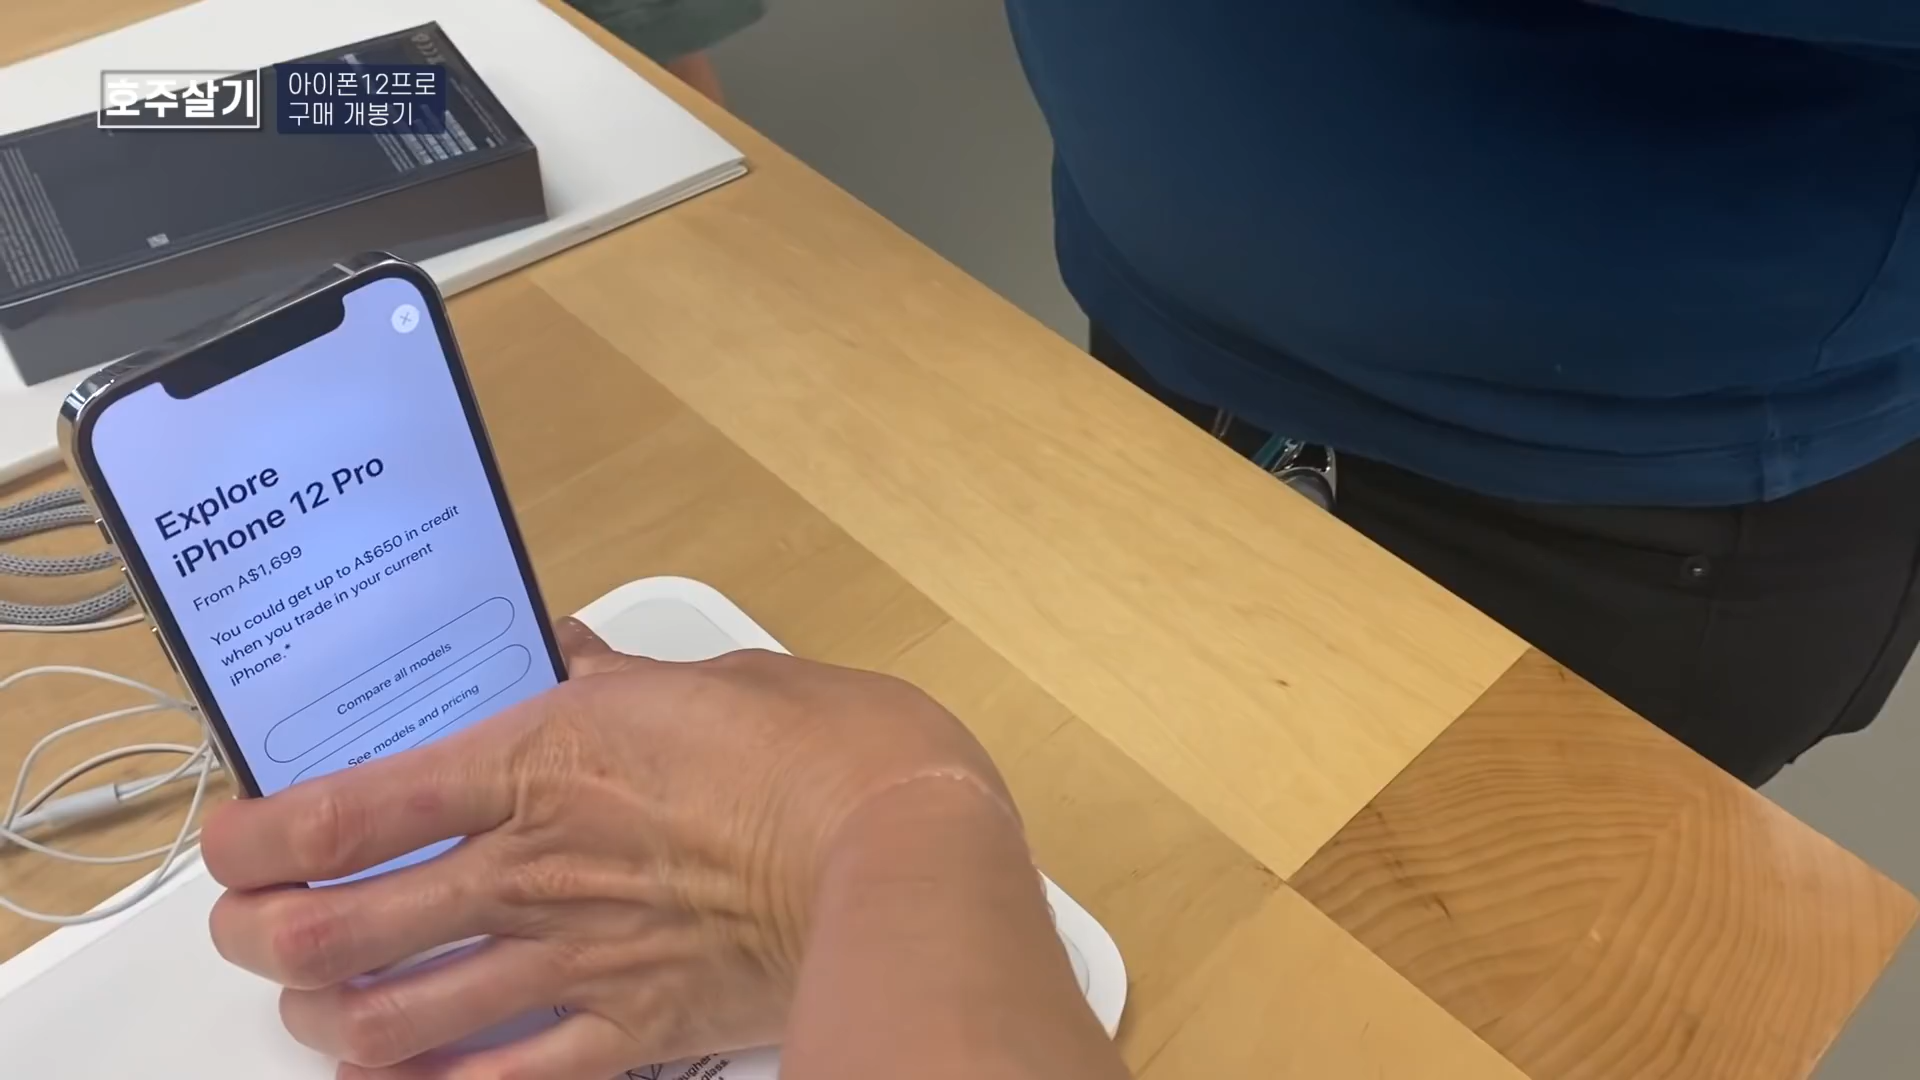 호주살기
아이폰12프로
구매 개봉기
Explore
iPhone 12 Pro
From A$1,699
You could get up to A$650 in credit
when you trade in your current
iPhone.*
Compare all models
See models and pricing